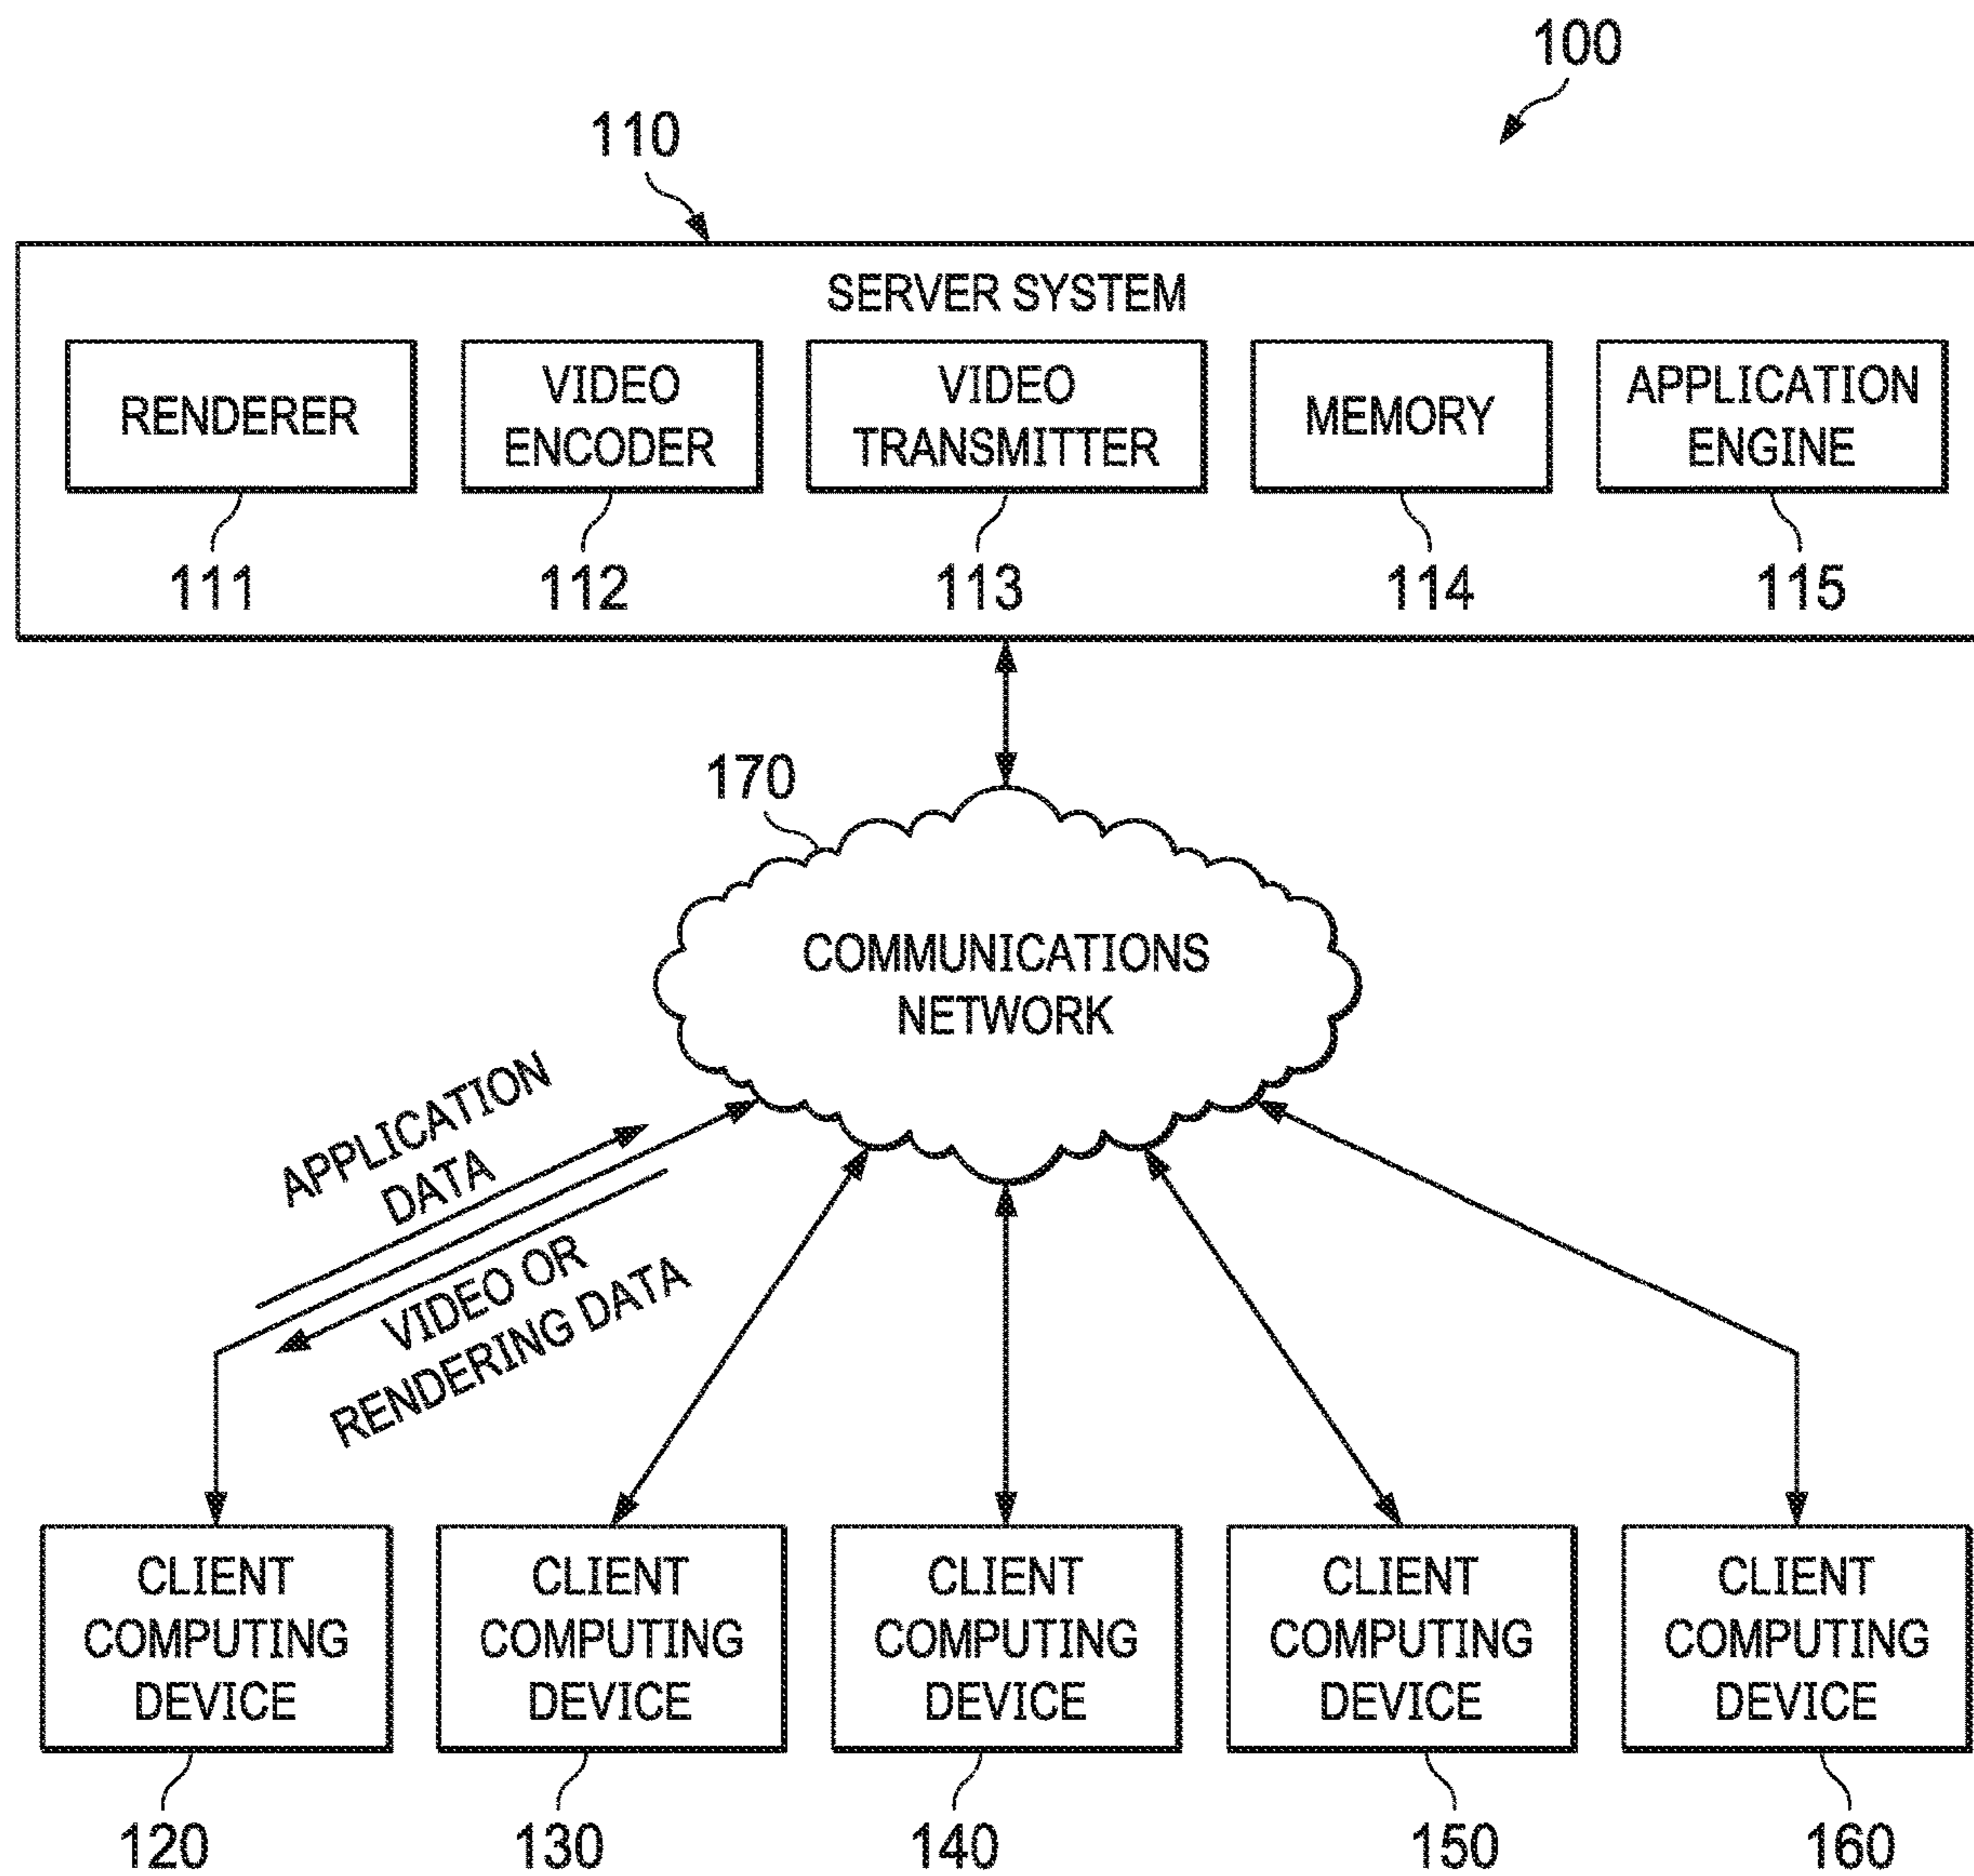 100
110
SERVER SYSTEM
RENDERER
VIDEO
ENCODER
VIDEO
TRANSMITTER
MEMORY
APPLICATION
ENGINE
111
112
113
114
115
170
COMMUNICATIONS
NETWORK
APPLICATION
DATA
VIDEO OR
RENDERING DATA
CLIENT
COMPUTING
DEVICE
CLIENT
COMPUTING
DEVICE
CLIENT
COMPUTING
DEVICE
CLIENT
COMPUTING
DEVICE
CLIENT
COMPUTING
DEVICE
120
130
140
150
160